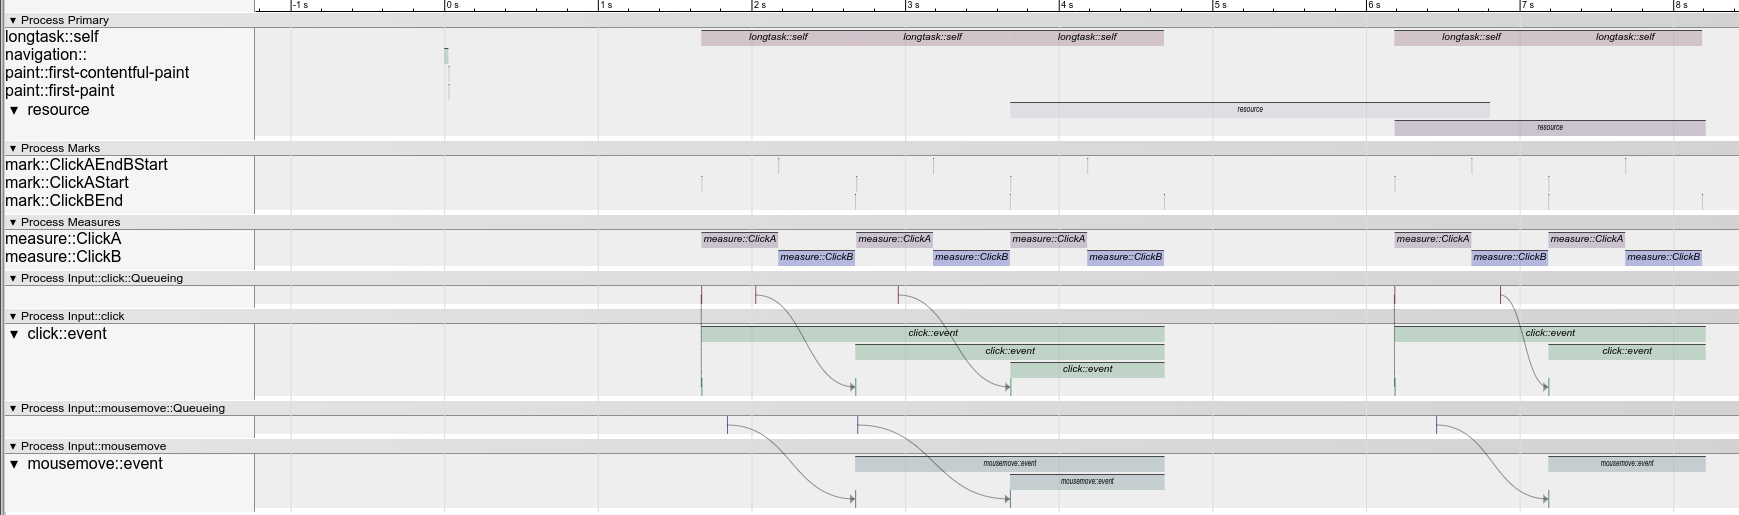 -1 s 0 s 1 s 2 s 3 s 4 s 5 s 6 s 7 s 8 s
▼ Process Primary
longtask::self longtask::self longtask::self longtask::self longtask::self longtask::self
navigation::
paint::first-contentful-paint
paint::first-paint
▼ resource resource
resource
▼ Process Marks
mark::ClickAEndBStart
mark::ClickAStart
mark::ClickBEnd
▼ Process Measures
measure::ClickA measure::ClickA measure::ClickA measure::ClickA measure::ClickA measure::ClickA
measure::ClickB measure::ClickB measure::ClickB measure::ClickB measure::ClickB measure::ClickB
▼ Process Input::click::Queueing
▼ Process Input::click
▼ click::event click::event click::event
click::event click::event
click::event
▼ Process Input::mousemove::Queueing
▼ Process Input::mousemove
▼ mousemove::event mousemove::event mousemove::event
mousemove::event